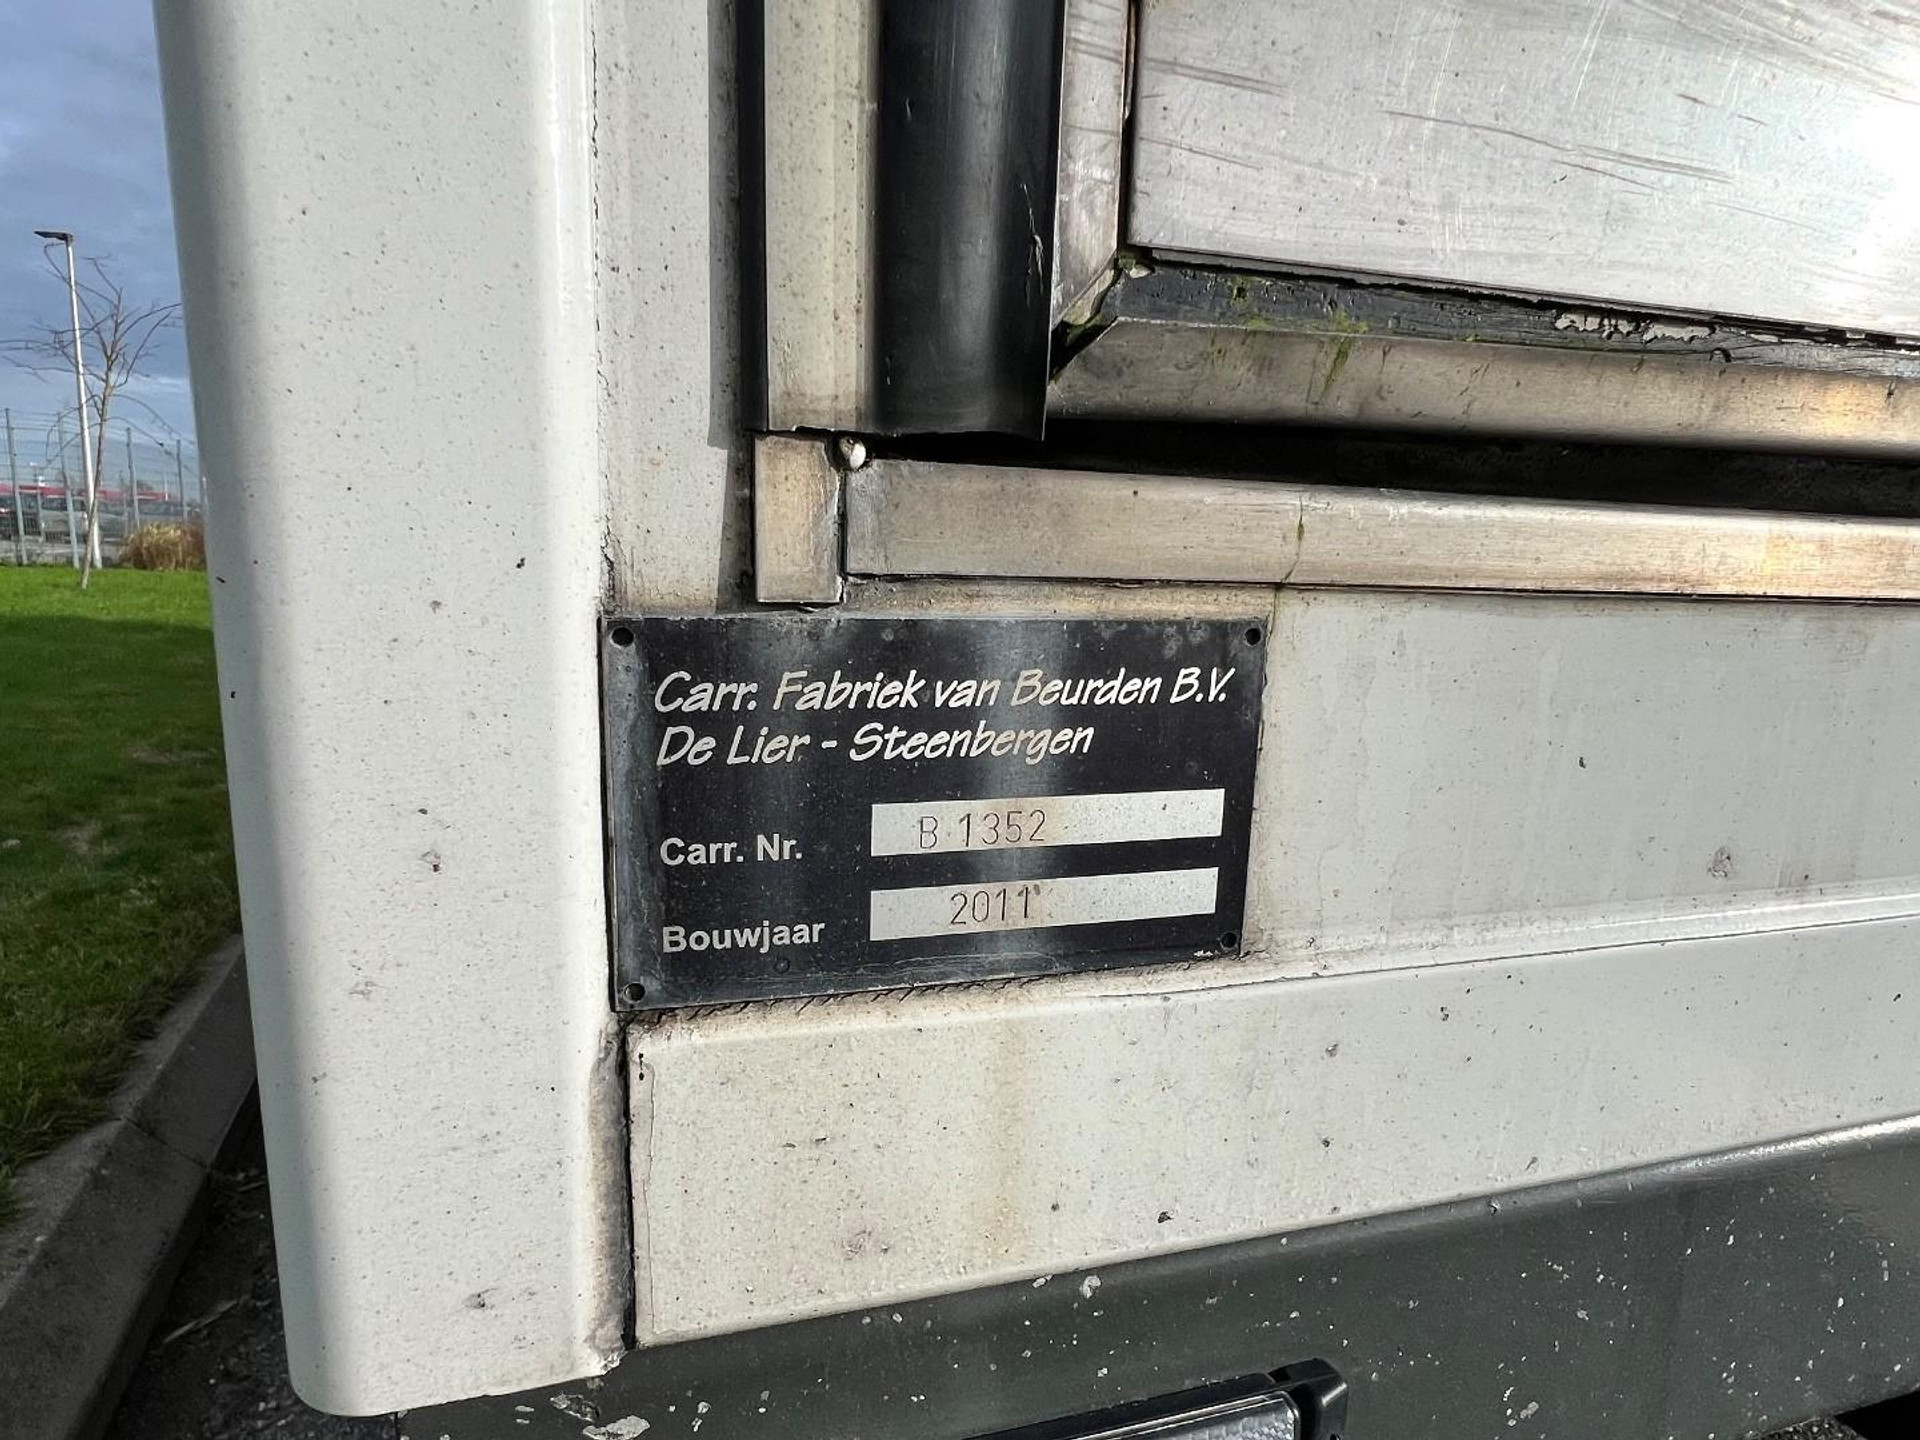 Carr. Fabriek van Beurden B.V.
De Lier - Steenbergen
Carr. Nr. B 1352
Bouwjaar 2011